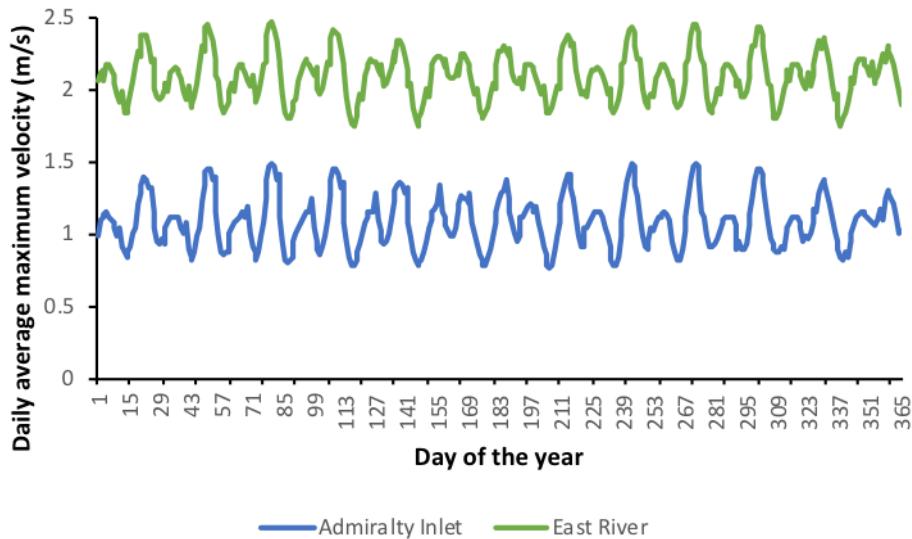 Daily average maximum velocity (m/s)
2.5
2
1.5
1
0.5
0
1 15 29 43 57 71 85 99 113 127 141 155 169 183 197 211 225 239 253 267 281 295 309 323 337 351 365
Day of the year
Admiralty Inlet East River